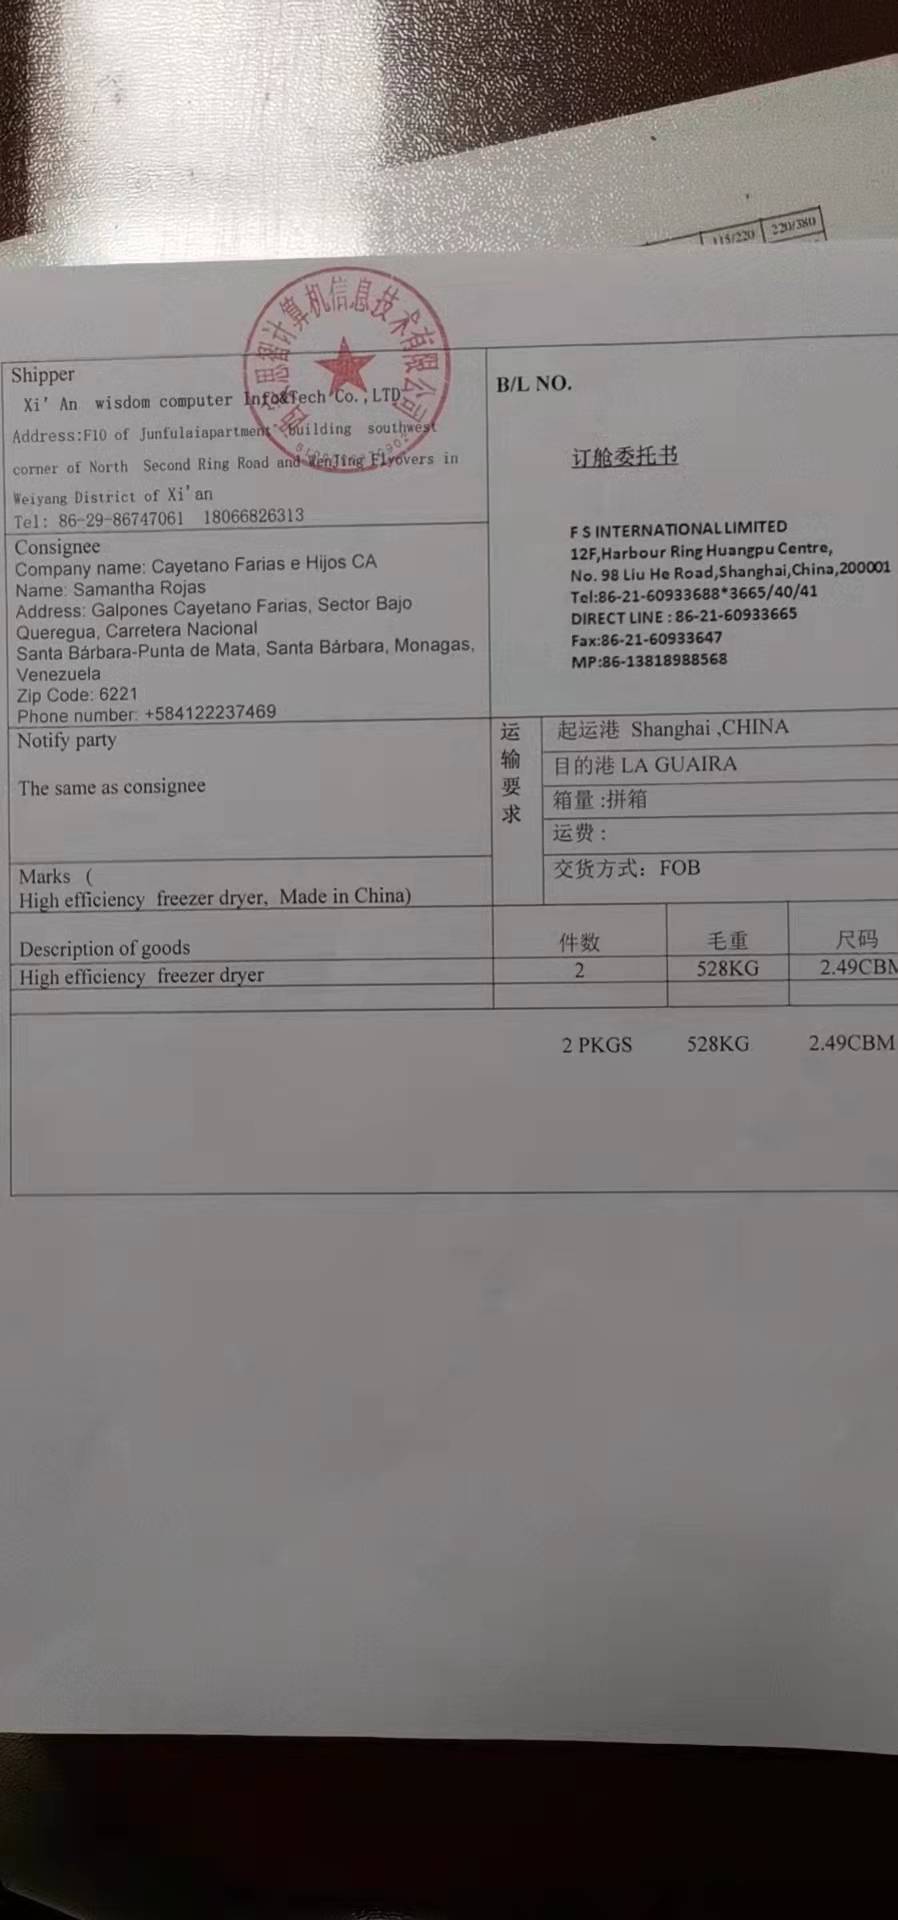 115/220 220/380
Shipper
Xi' An wisdom computer Info&Tech Co.,LTD
Address:F10 of Junfulaiapartment building southwest
corner of North Second Ring Road and WenJing Flyovers in
Weiyang District of Xi'an
Tel: 86-29-86747061 18066826313
计算机信息技术有限公司
B/L NO.
订舱委托书
F S INTERNATIONAL LIMITED
12F,Harbour Ring Huangpu Centre,
No. 98 Liu He Road,Shanghai,China,200001
Tel:86-21-60933688*3665/40/41
DIRECT LINE : 86-21-60933665
Fax:86-21-60933647
MP:86-13818988568
Consignee
Company name: Cayetano Farias e Hijos CA
Name: Samantha Rojas
Address: Galpones Cayetano Farias, Sector Bajo
Queregua, Carretera Nacional
Santa Bárbara-Punta de Mata, Santa Bárbara, Monagas,
Venezuela
Zip Code: 6221
Phone number: +584122237469
Notify party
The same as consignee
运输要求
起运港 Shanghai ,CHINA
目的港 LA GUAIRA
箱量 :拼箱
运费 :
交货方式: FOB
Marks (
High efficiency freezer dryer, Made in China)
Description of goods 件数 毛重 尺码
High efficiency freezer dryer 2 528KG 2.49CBM
2 PKGS 528KG 2.49CBM